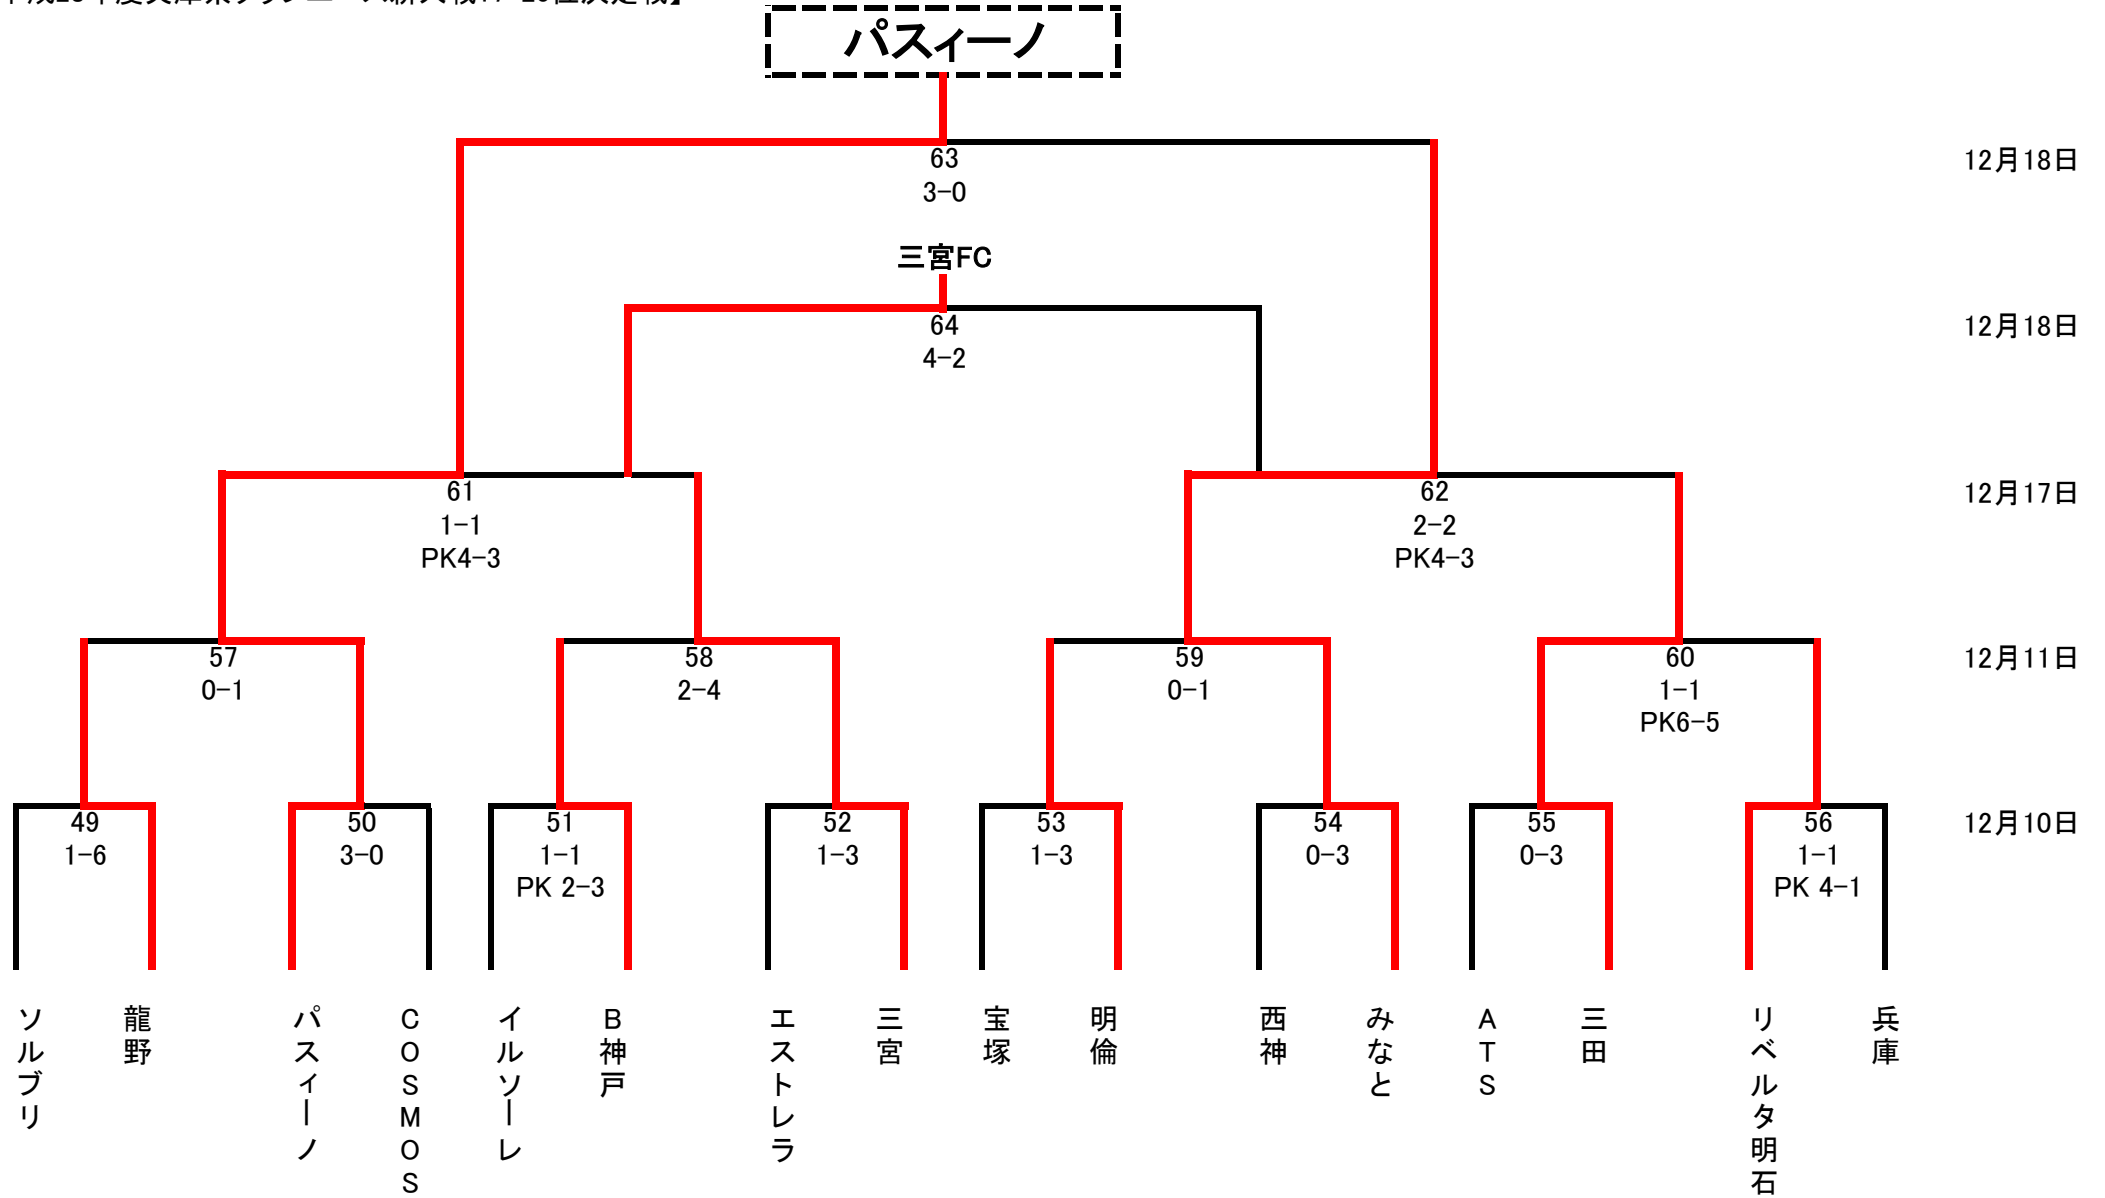 パスィーノ
63
3-0
12月18日
三宮FC
64
4-2
12月18日
61
1-1
PK4-3
62
2-2
PK4-3
12月17日
57
0-1
58
2-4
59
0-1
60
1-1
PK6-5
12月11日
49
1-6
50
3-0
51
1-1
PK 2-3
52
1-3
53
1-3
54
0-3
55
0-3
56
1-1
PK 4-1
12月10日
ソルブリ
龍野
パスィーノ
COSMOS
イルソーレ
B神戸
エストレラ
三宮
宝塚
明倫
西神
みなと
ATS
三田
リベルタ明石
兵庫